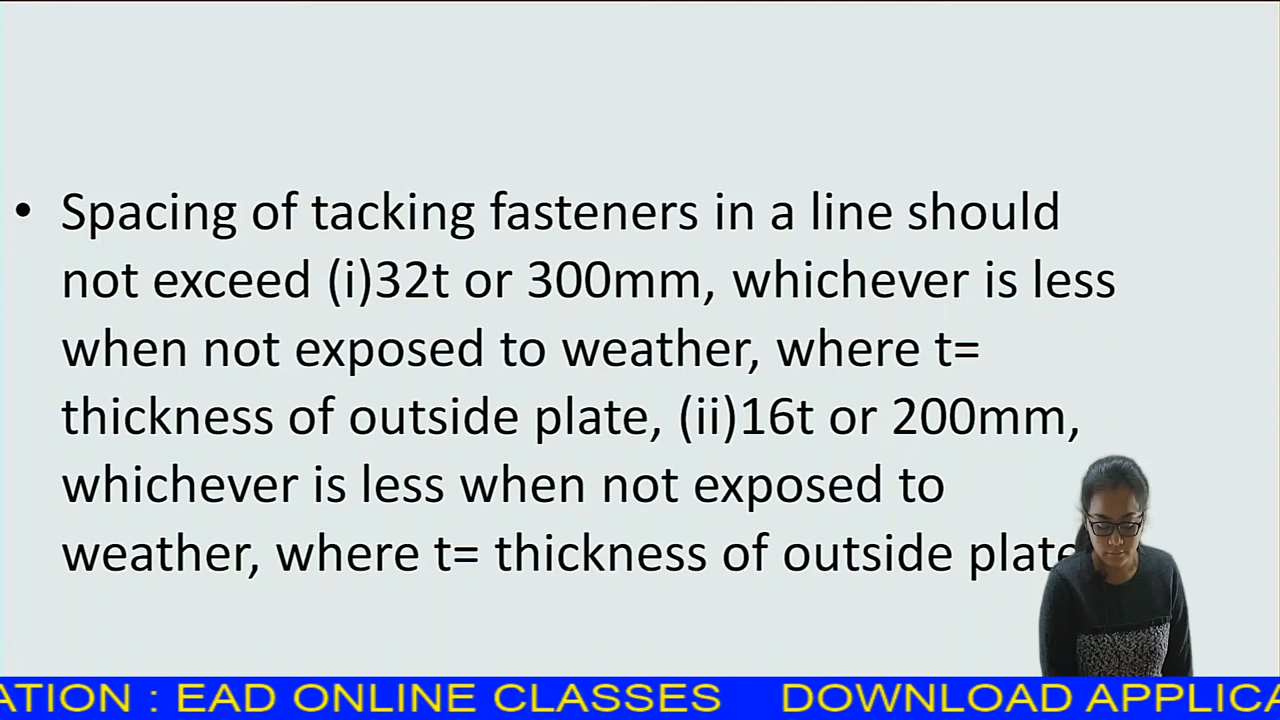 • Spacing of tacking fasteners in a line should
not exceed (i)32t or 300mm, whichever is less
when not exposed to weather, where t=
thickness of outside plate, (ii)16t or 200mm,
whichever is less when not exposed to
weather, where t= thickness of outside plate
ATION : EAD ONLINE CLASSES DOWNLOAD APPLICA